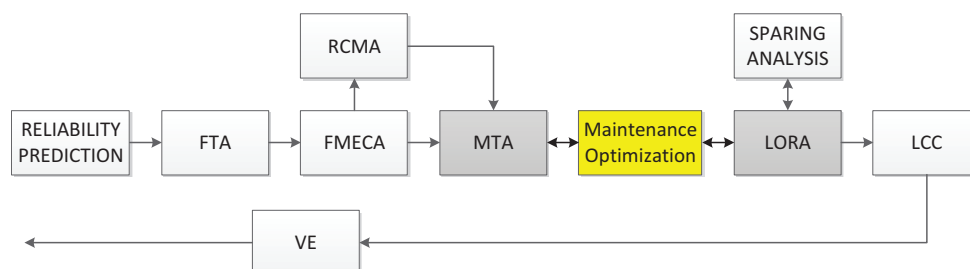 RCMA
SPARING
ANALYSIS
RELIABILITY
PREDICTION
FTA
FMECA
MTA
Maintenance
Optimization
LORA
LCC
VE